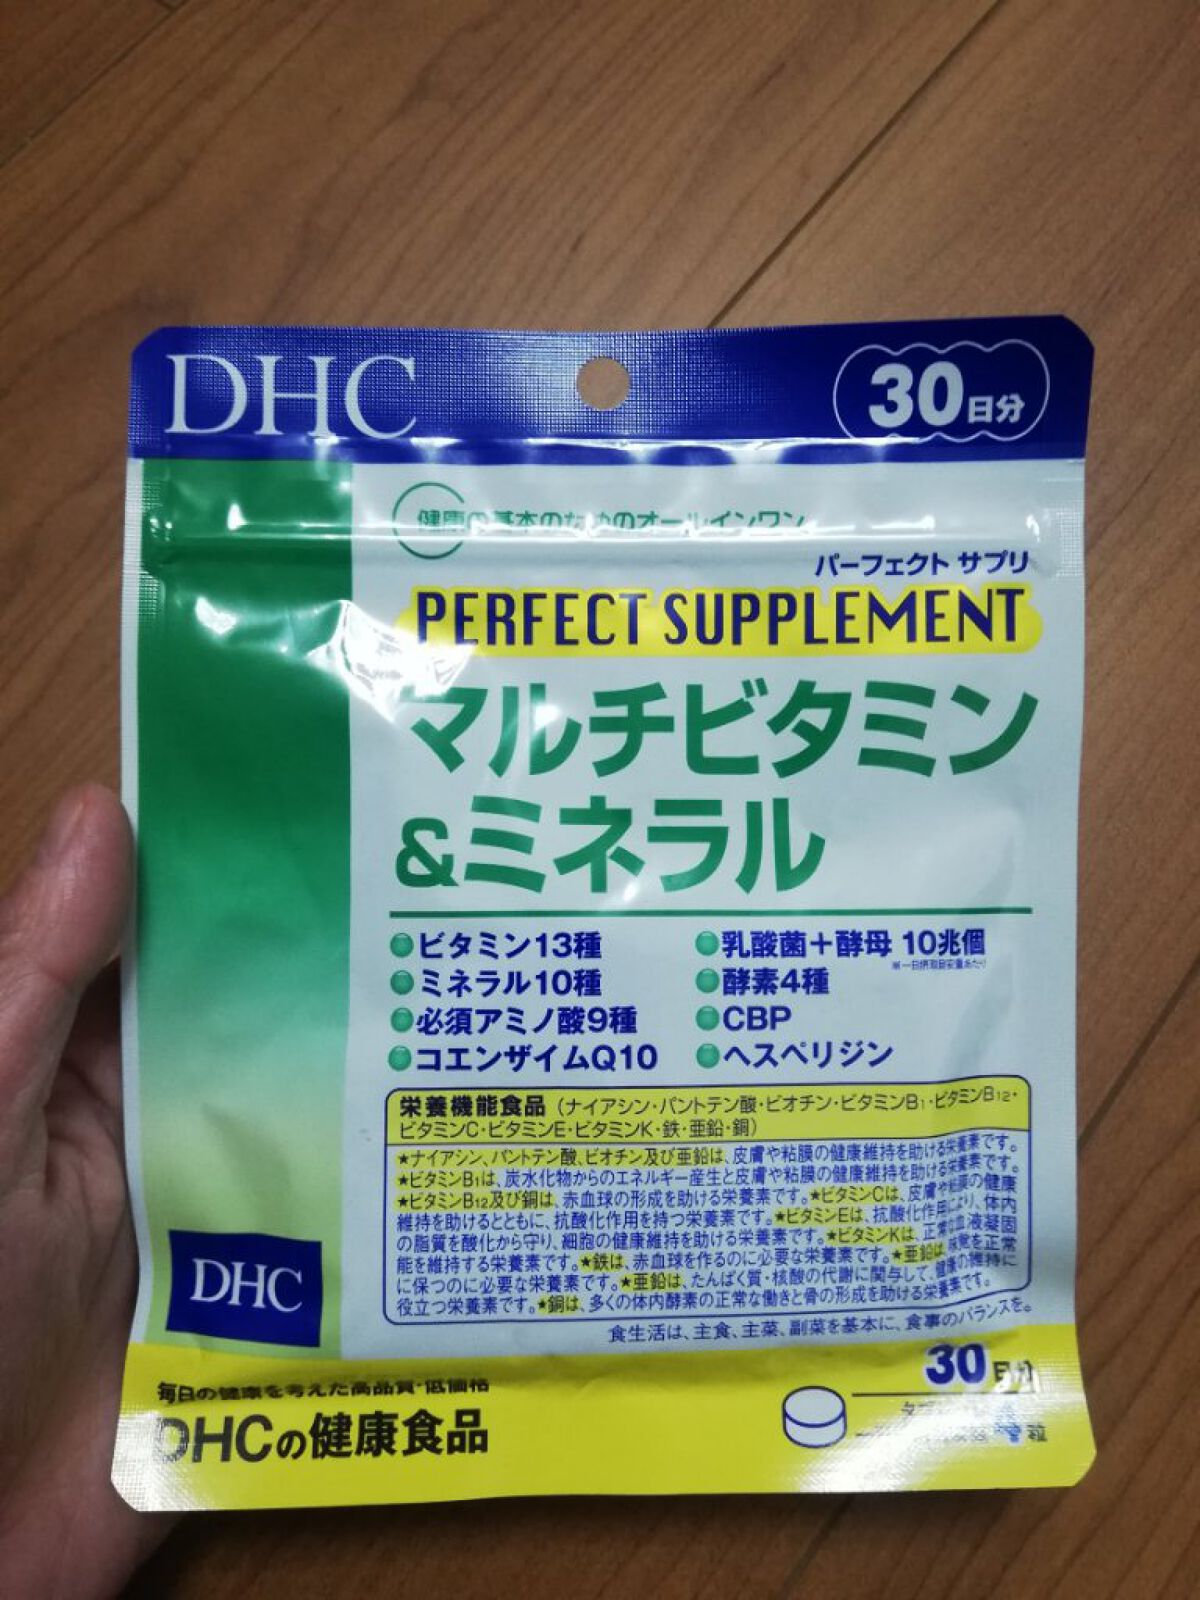 DHC
30日分
健康の基本のためのオールインワン
パーフェクト サプリ
PERFECT SUPPLEMENT
マルチビタミン
&ミネラル
●ビタミン13種
●ミネラル10種
●必須アミノ酸9種
●コエンザイムQ10
●乳酸菌+酵母 10兆個
※一日摂取目安量あたり
●酵素4種
●CBP
●ヘスペリジン
栄養機能食品(ナイアシン・パントテン酸・ビオチン・ビタミンB1・ビタミンB12・
ビタミンC・ビタミンE・ビタミンK・鉄・亜鉛・銅)
★ナイアシン、パントテン酸、ビオチン及び亜鉛は、皮膚や粘膜の健康維持を助ける栄養素です。
★ビタミンB1は、炭水化物からのエネルギー産生と皮膚や粘膜の健康維持を助ける栄養素です。
★ビタミンB12及び銅は、赤血球の形成を助ける栄養素です。★ビタミンCは、皮膚や粘膜の健康
維持を助けるとともに、抗酸化作用を持つ栄養素です。★ビタミンEは、抗酸化作用により、体内
の脂質を酸化から守り、細胞の健康維持を助ける栄養素です。★ビタミンKは、正常な血液凝固
能を維持する栄養素です。★鉄は、赤血球を作るのに必要な栄養素です。★亜鉛は、味覚を正常
に保つのに必要な栄養素です。★亜鉛は、たんぱく質・核酸の代謝に関与して、健康の維持に
役立つ栄養素です。★銅は、多くの体内酵素の正常な働きと骨の形成を助ける栄養素です。
食生活は、主食、主菜、副菜を基本に、食事のバランスを。
DHC
毎日の健康を考えた高品質・低価格
DHCの健康食品
30日分
4粒